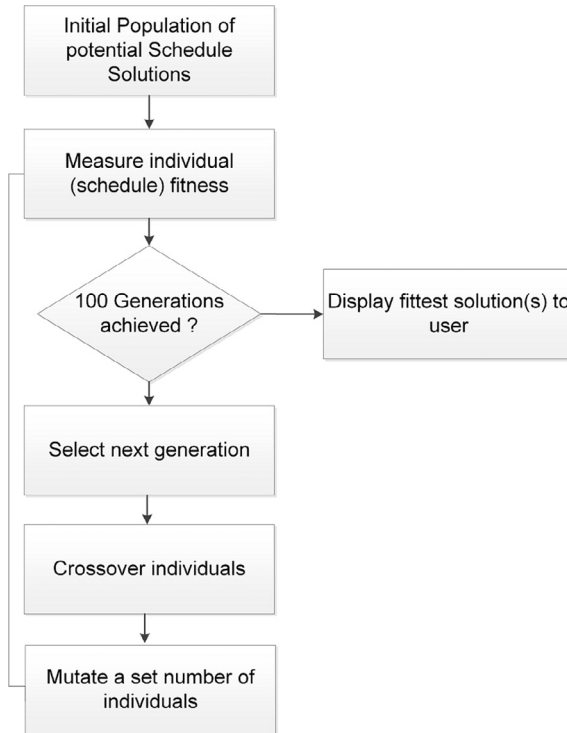 Initial Population of
potential Schedule
Solutions
Measure individual
(schedule) fitness
100 Generations
achieved ?
Display fittest solution(s) to
user
Select next generation
Crossover individuals
Mutate a set number of
individuals